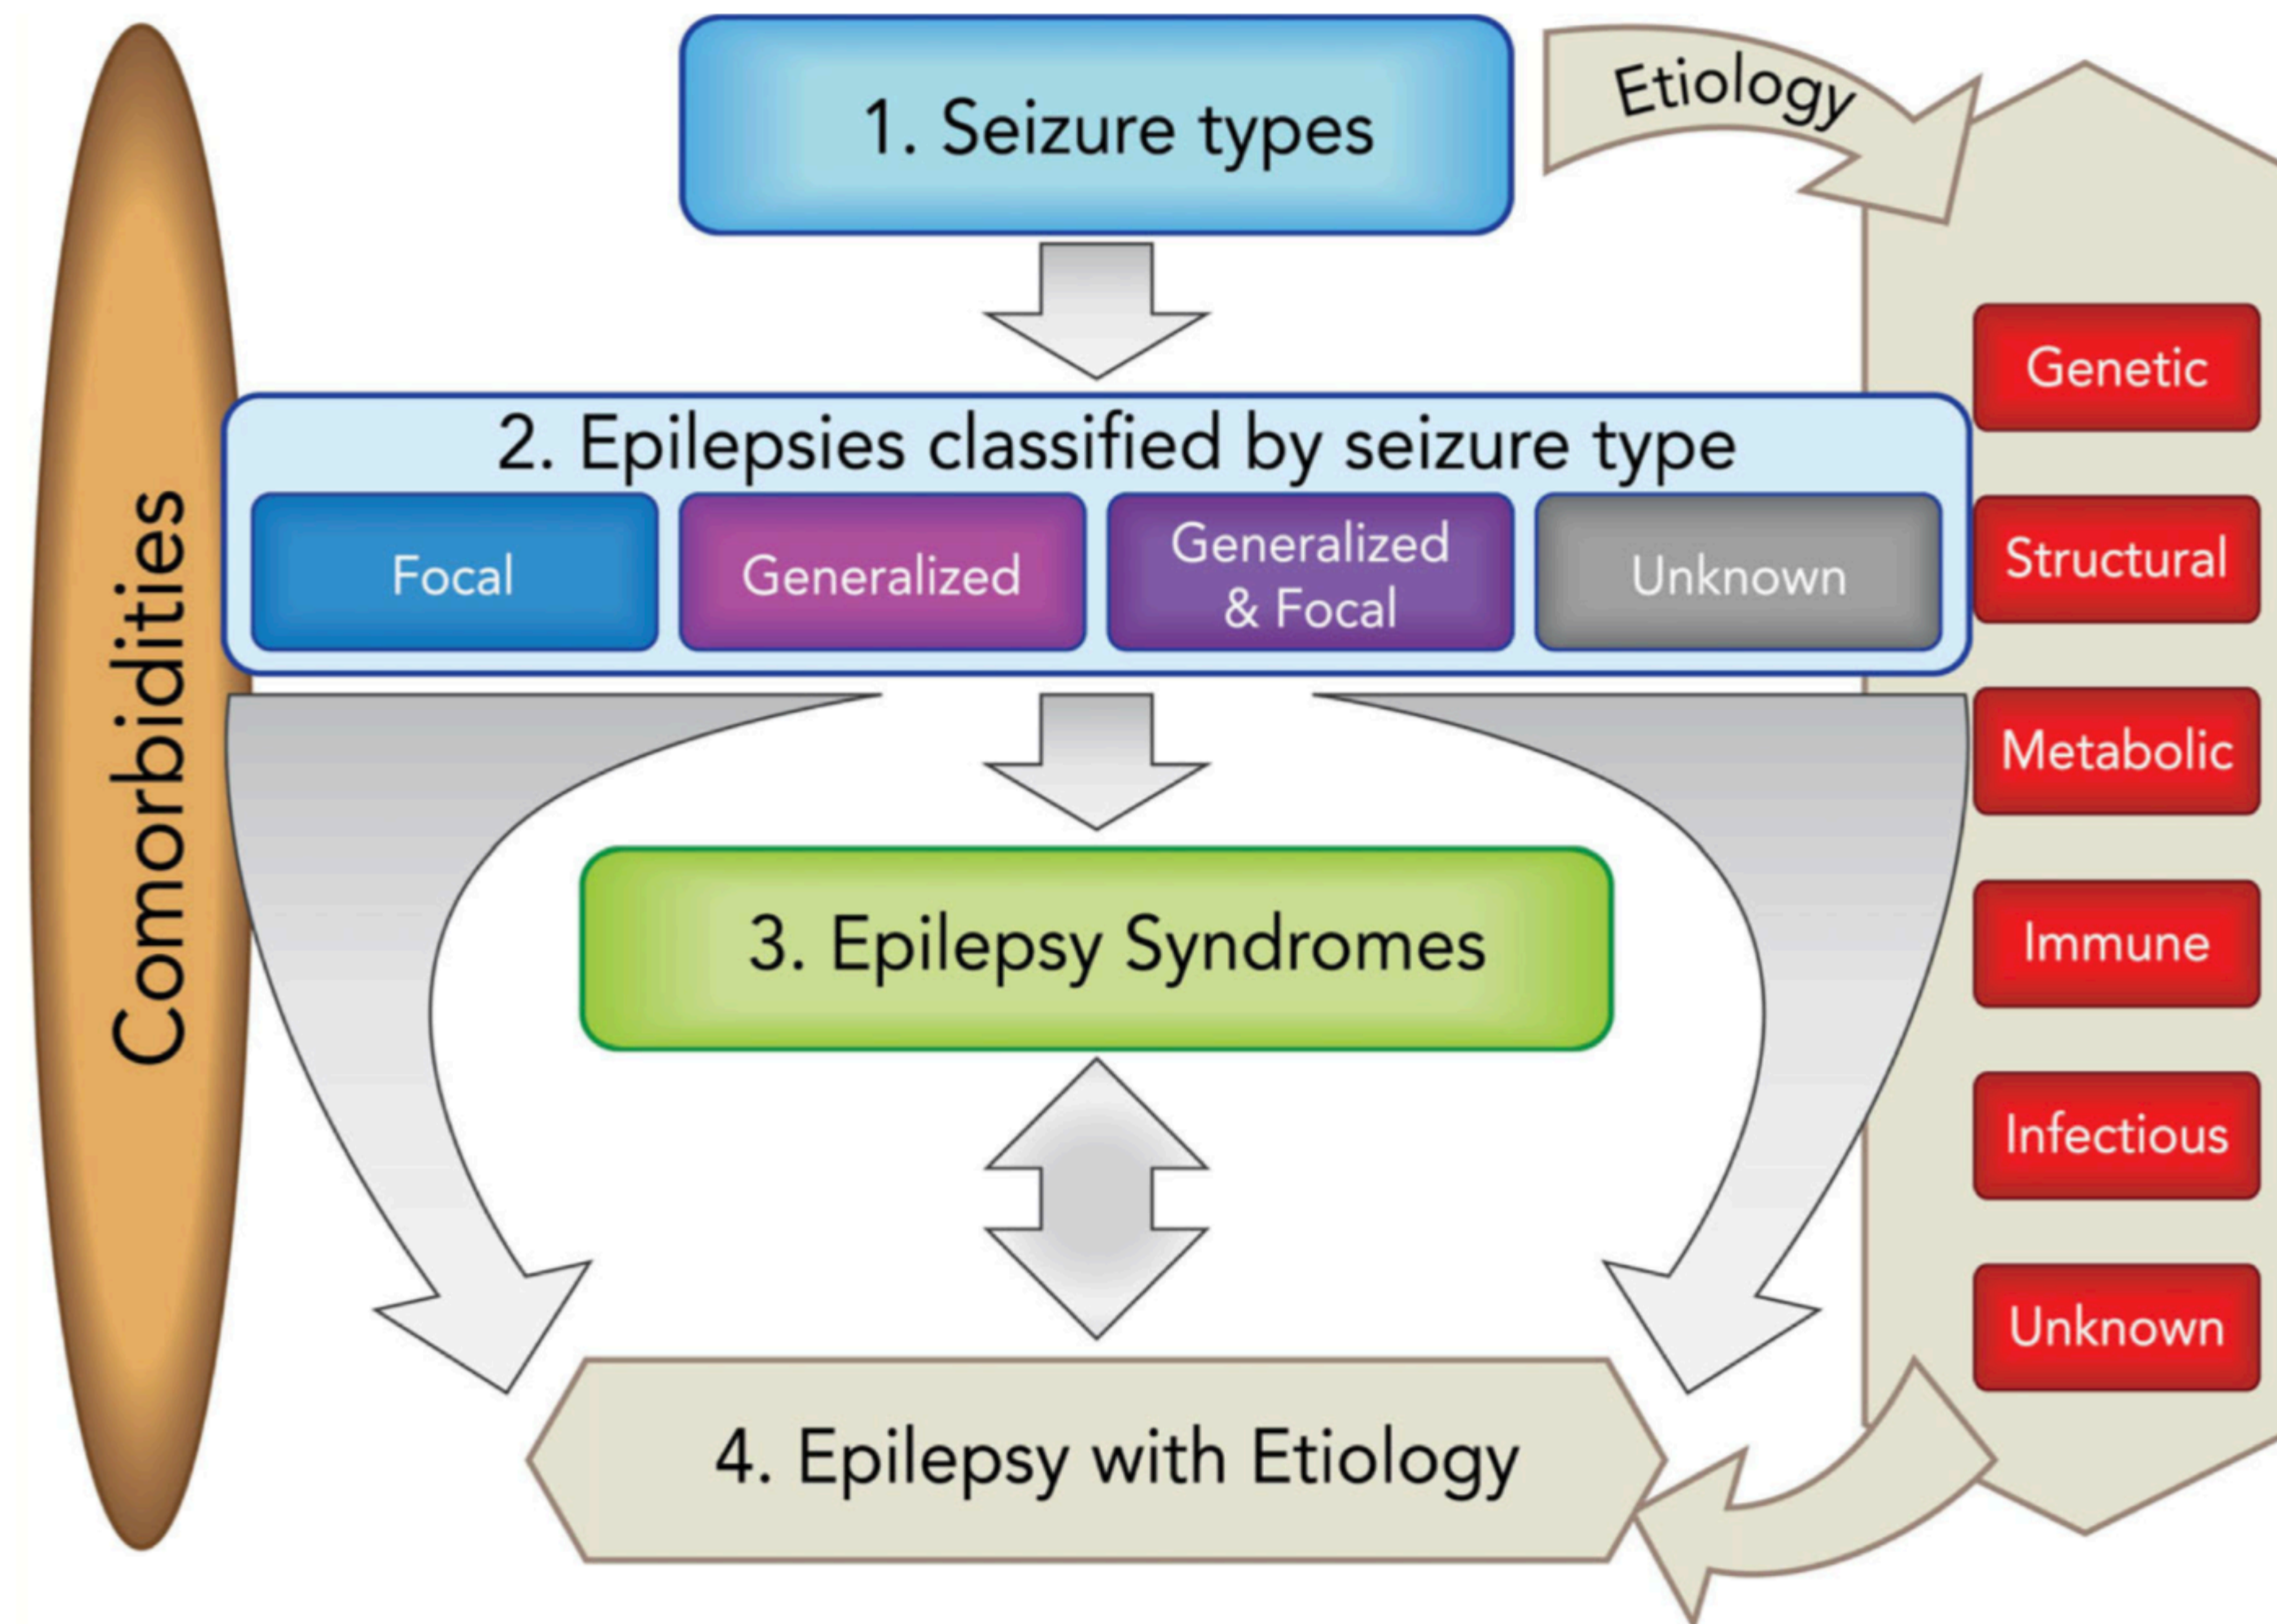 1. Seizure types
Etiology
Comorbidities
2. Epilepsies classified by seizure type
Focal
Generalized
Generalized
& Focal
Unknown
3. Epilepsy Syndromes
4. Epilepsy with Etiology
Genetic
Structural
Metabolic
Immune
Infectious
Unknown